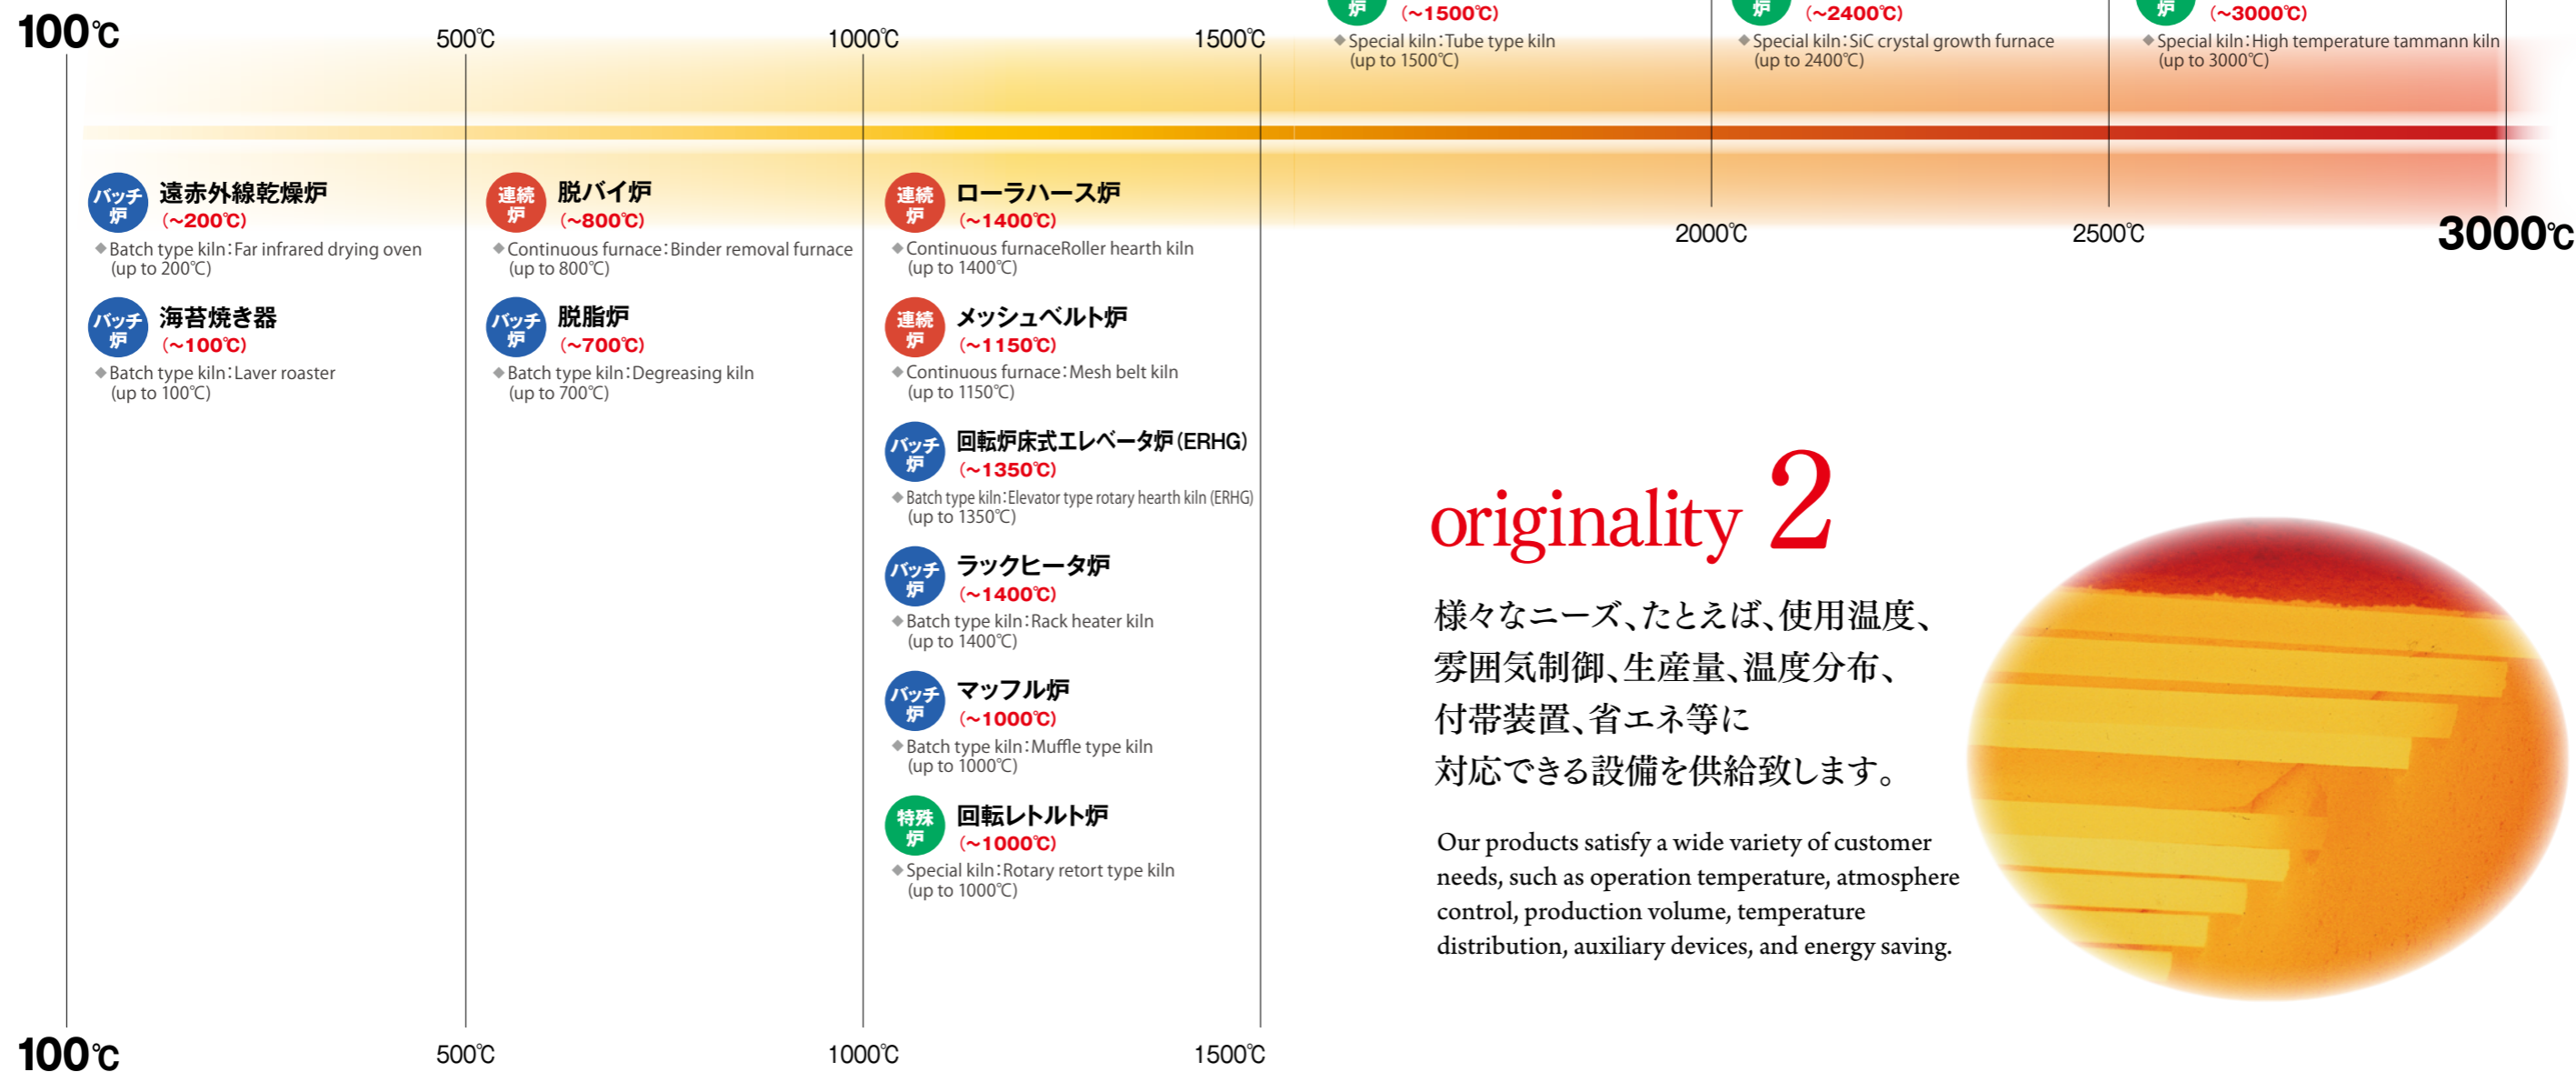 炉 (~1500℃)
◆Special kiln:Tube type kiln
(up to 1500℃)
炉 (~2400℃)
◆Special kiln:SiC crystal growth furnace
(up to 2400℃)
炉 (~3000℃)
◆Special kiln:High temperature tammann kiln
(up to 3000℃)
100℃
500℃
1000℃
1500℃
2000℃
2500℃
3000℃
バッチ炉 遠赤外線乾燥炉
(~200℃)
◆Batch type kiln:Far infrared drying oven
(up to 200℃)
バッチ炉 海苔焼き器
(~100℃)
◆Batch type kiln:Laver roaster
(up to 100℃)
連続炉 脱バイ炉
(~800℃)
◆Continuous furnace:Binder removal furnace
(up to 800℃)
バッチ炉 脱脂炉
(~700℃)
◆Batch type kiln:Degreasing kiln
(up to 700℃)
連続炉 ローラハース炉
(~1400℃)
◆Continuous furnaceRoller hearth kiln
(up to 1400℃)
連続炉 メッシュベルト炉
(~1150℃)
◆Continuous furnace:Mesh belt kiln
(up to 1150℃)
バッチ炉 回転炉床式エレベータ炉(ERHG)
(~1350℃)
◆Batch type kiln:Elevator type rotary hearth kiln (ERHG)
(up to 1350℃)
バッチ炉 ラックヒータ炉
(~1400℃)
◆Batch type kiln:Rack heater kiln
(up to 1400℃)
バッチ炉 マッフル炉
(~1000℃)
◆Batch type kiln:Muffle type kiln
(up to 1000℃)
特殊炉 回転レトルト炉
(~1000℃)
◆Special kiln:Rotary retort type kiln
(up to 1000℃)
originality 2
様々なニーズ、たとえば、使用温度、
雰囲気制御、生産量、温度分布、
付帯装置、省エネ等に
対応できる設備を供給致します。
Our products satisfy a wide variety of customer
needs, such as operation temperature, atmosphere
control, production volume, temperature
distribution, auxiliary devices, and energy saving.
100℃
500℃
1000℃
1500℃